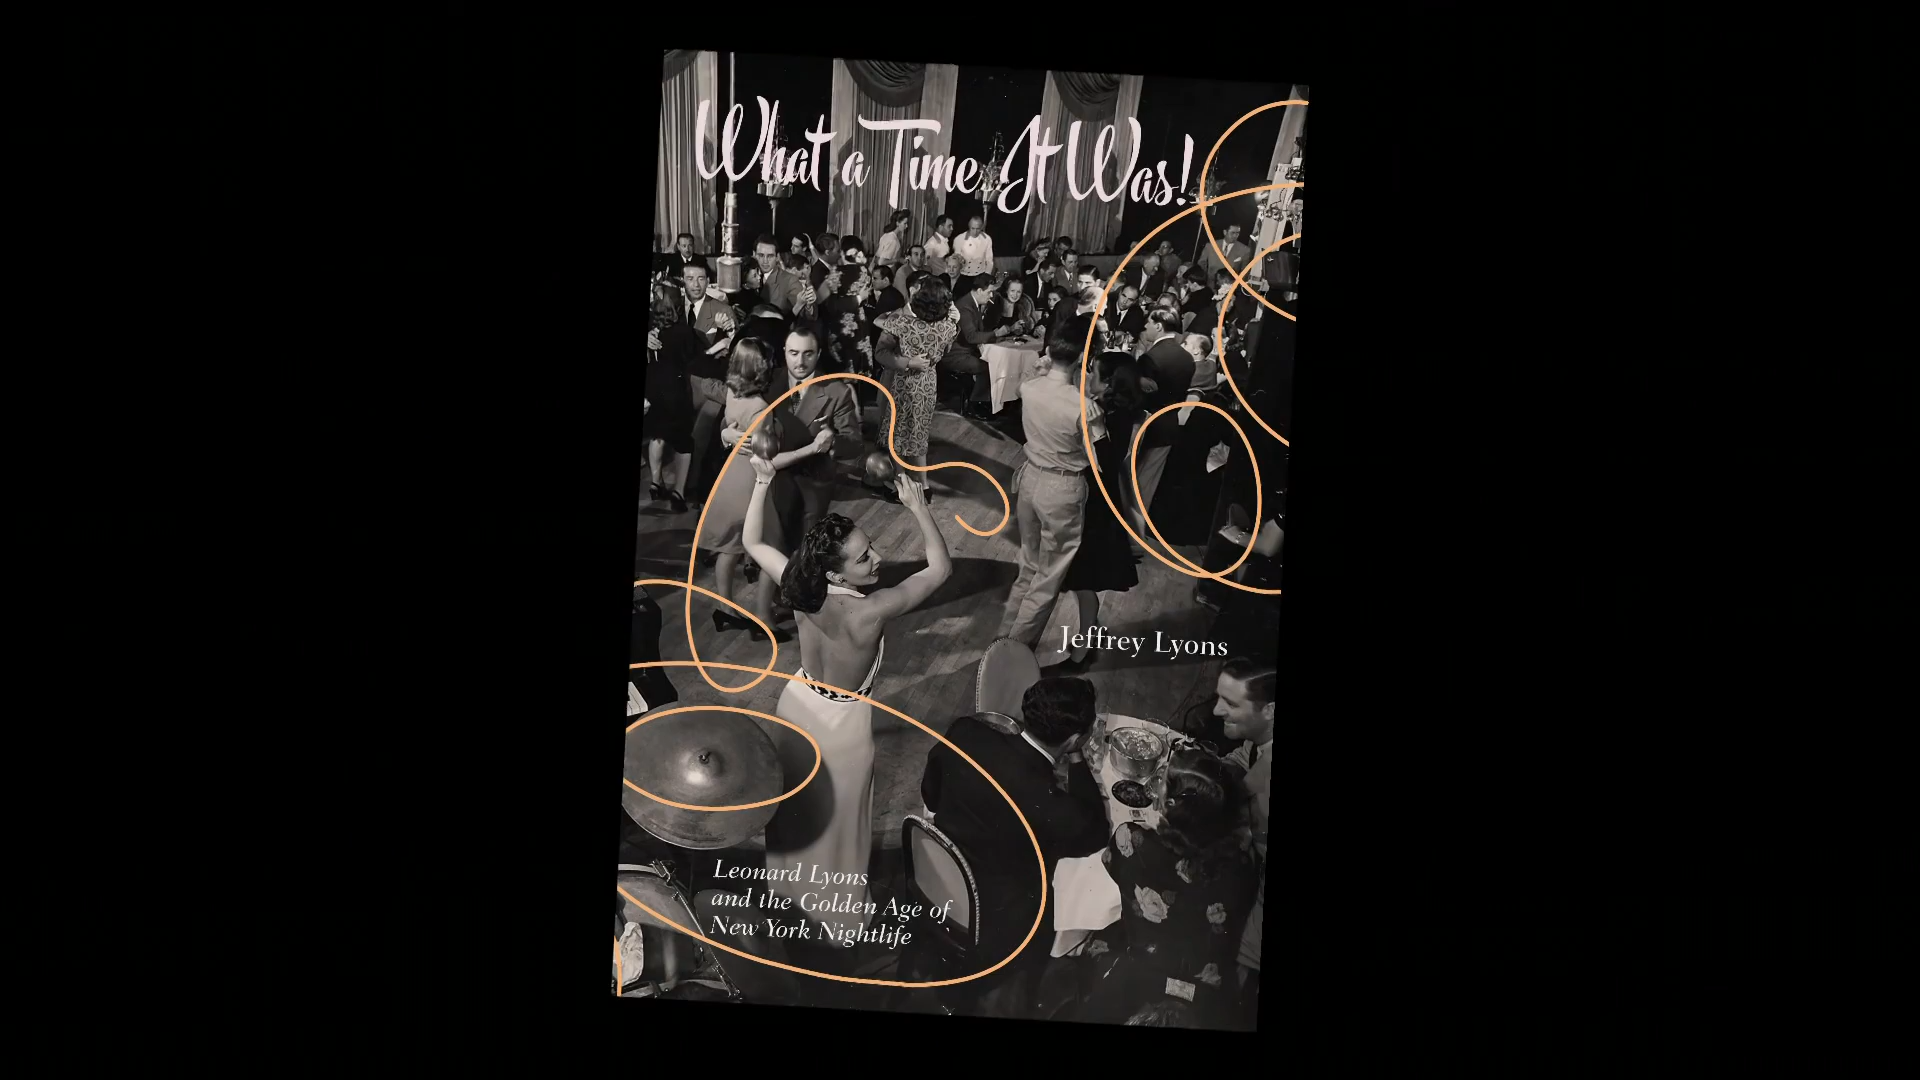 What a Time It Was!
Jeffrey Lyons
Leonard Lyons
and the Golden Age of
New York Nightlife